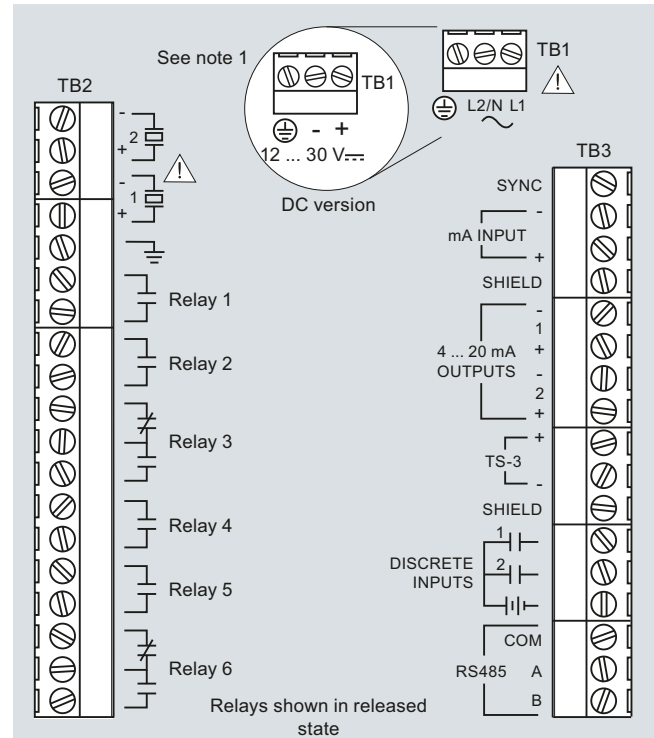 See note 1
TB1
TB1
L2/N L1
- +
12 ... 30 V
DC version
TB2
-
2
+
-
1
+
Relay 1
Relay 2
Relay 3
Relay 4
Relay 5
Relay 6
Relays shown in released
state
TB3
SYNC
-
mA INPUT
+
SHIELD
-
1
+
4 ... 20 mA
OUTPUTS
-
2
+
+
TS-3
-
SHIELD
1
DISCRETE
INPUTS
2
COM
RS485
A
B